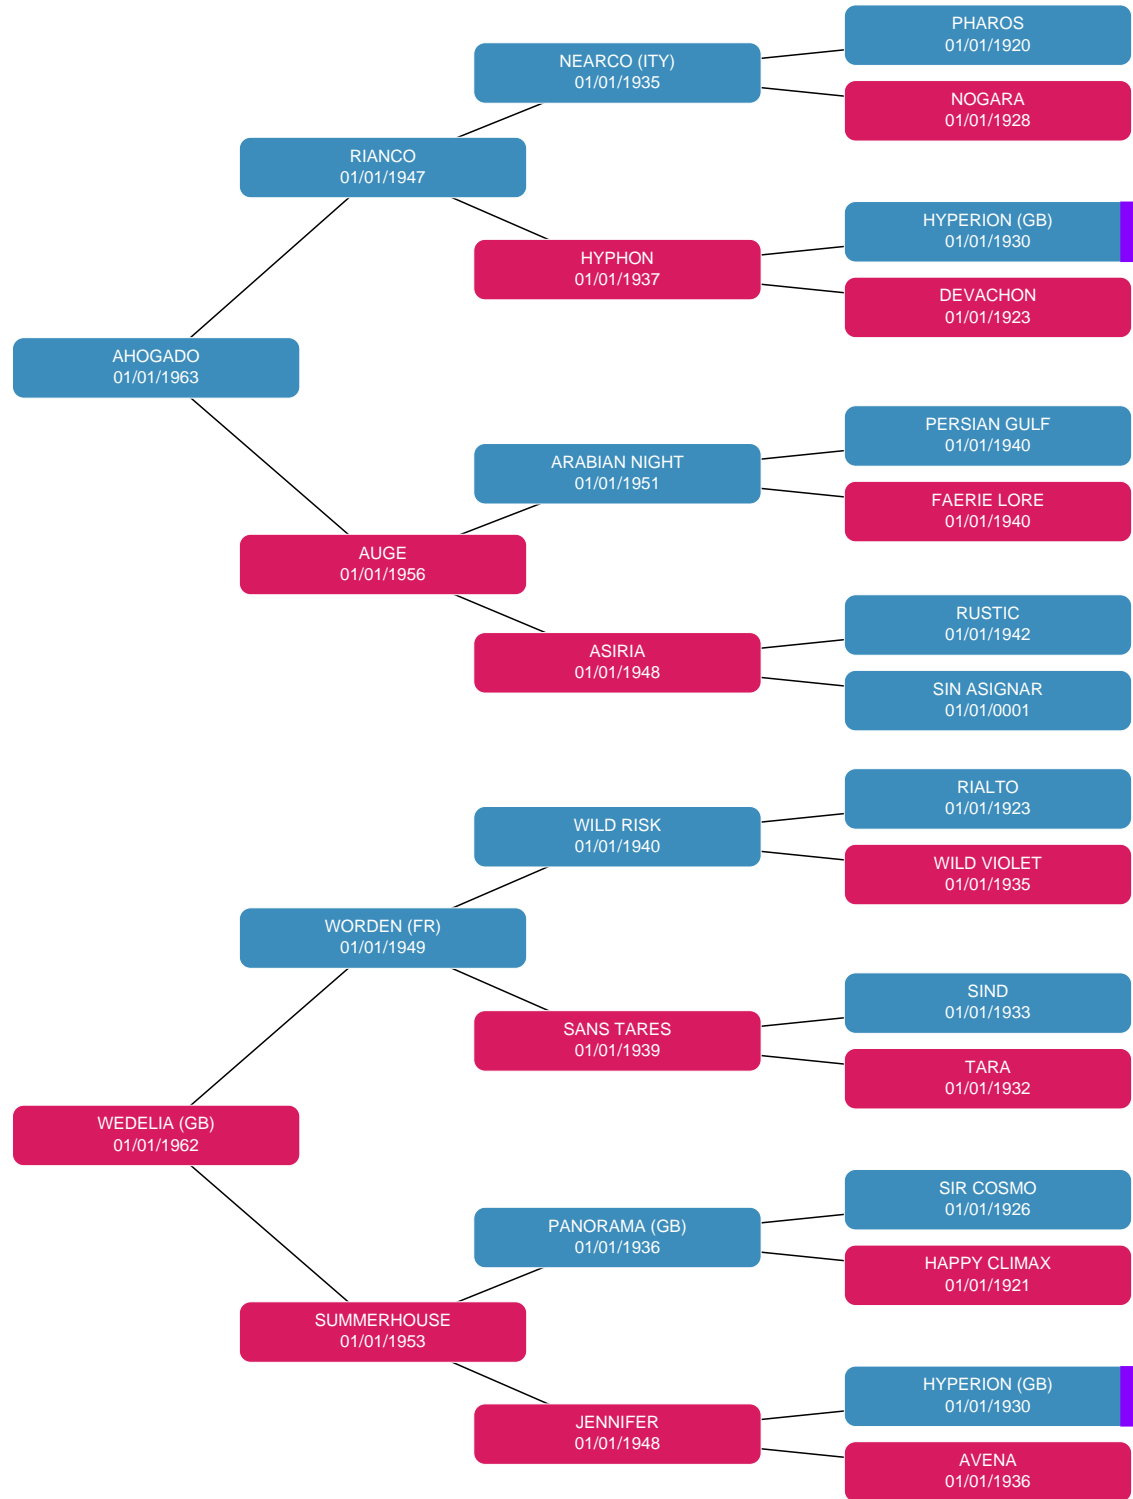 PHAROS
01/01/1920
NEARCO (ITY)
01/01/1935
NOGARA
01/01/1928
RIANCO
01/01/1947
HYPERION (GB)
01/01/1930
HYPHON
01/01/1937
DEVACHON
01/01/1923
AHOGADO
01/01/1963
PERSIAN GULF
01/01/1940
ARABIAN NIGHT
01/01/1951
FAERIE LORE
01/01/1940
AUGE
01/01/1956
RUSTIC
01/01/1942
ASIRIA
01/01/1948
SIN ASIGNAR
01/01/0001
RIALTO
01/01/1923
WILD RISK
01/01/1940
WILD VIOLET
01/01/1935
WORDEN (FR)
01/01/1949
SIND
01/01/1933
SANS TARES
01/01/1939
TARA
01/01/1932
WEDELIA (GB)
01/01/1962
SIR COSMO
01/01/1926
PANORAMA (GB)
01/01/1936
HAPPY CLIMAX
01/01/1921
SUMMERHOUSE
01/01/1953
HYPERION (GB)
01/01/1930
JENNIFER
01/01/1948
AVENA
01/01/1936